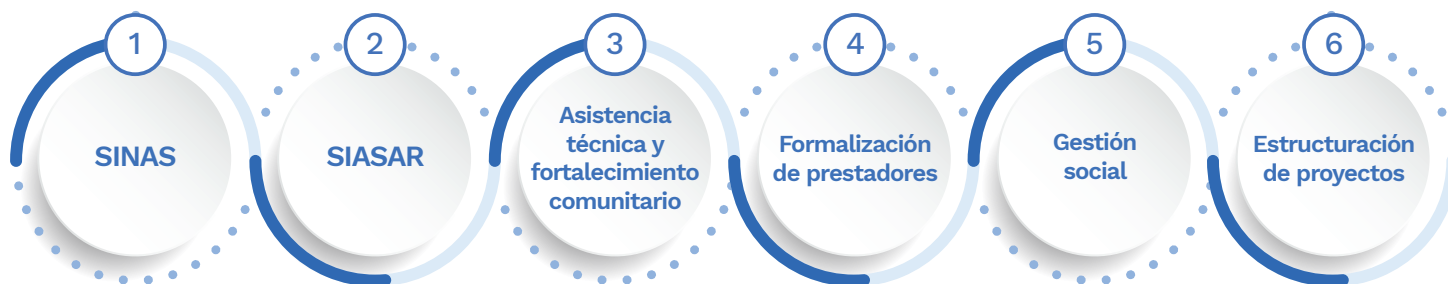 1
SINAS
2
SIASAR
3
Asistencia
técnica y
fortalecimiento
comunitario
4
Formalización
de prestadores
5
Gestión
social
6
Estructuración
de proyectos